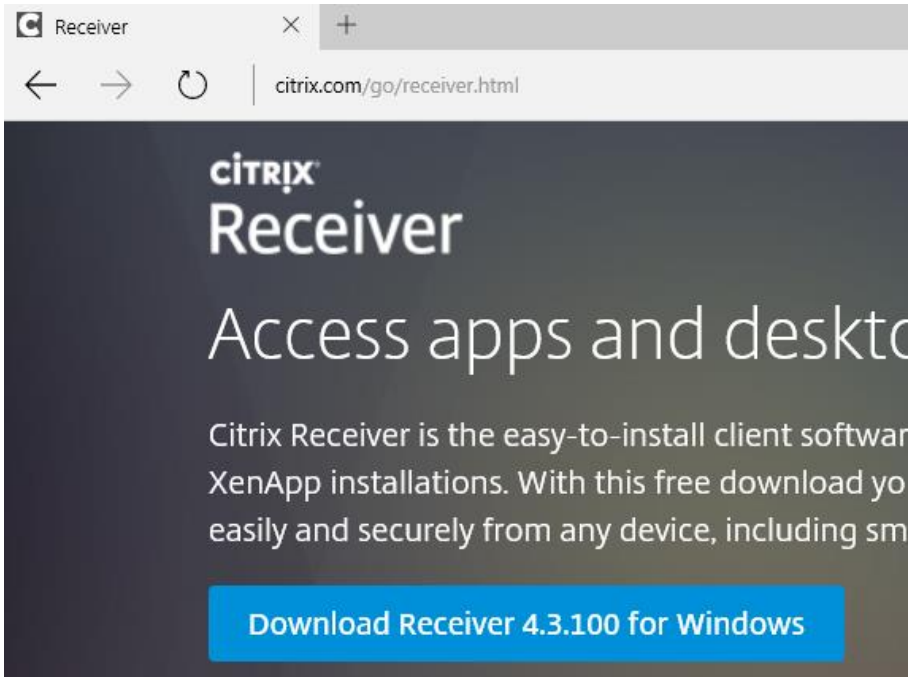 Receiver
citrix.com/go/receiver.html
CİTRİX
Receiver
Access apps and deskto
Citrix Receiver is the easy-to-install client softwar
XenApp installations. With this free download yo
easily and securely from any device, including sm
Download Receiver 4.3.100 for Windows